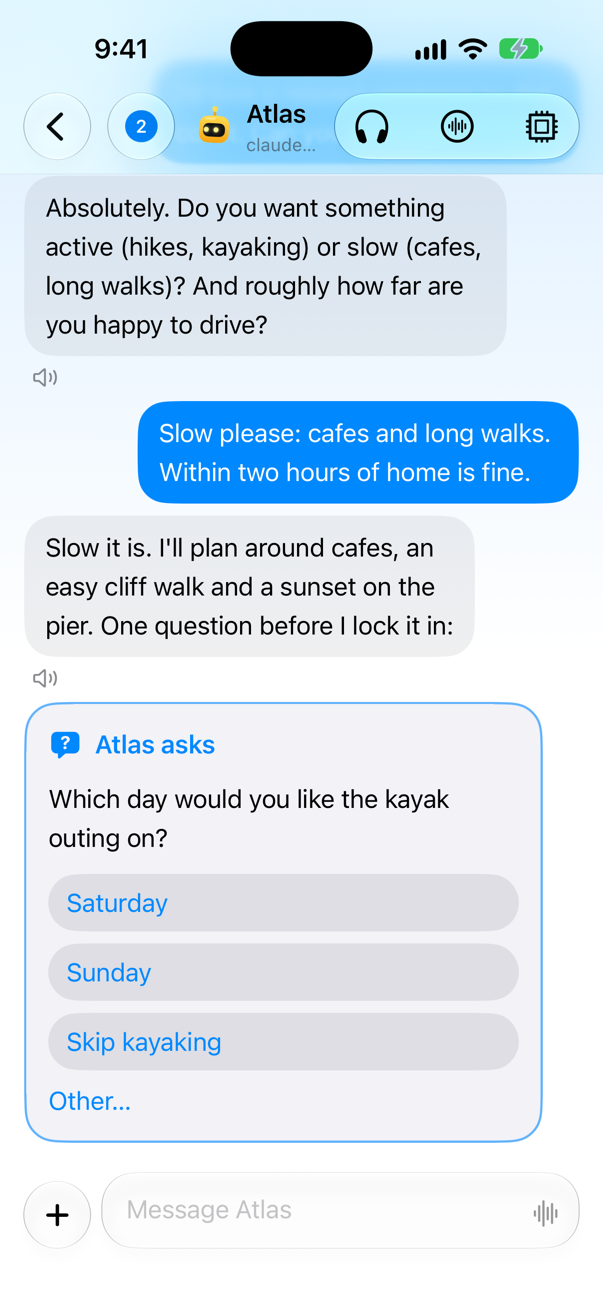 9:41
2
Atlas
claude...
Absolutely. Do you want something
active (hikes, kayaking) or slow (cafes,
long walks)? And roughly how far are
you happy to drive?
Slow please: cafes and long walks.
Within two hours of home is fine.
Slow it is. I'll plan around cafes, an
easy cliff walk and a sunset on the
pier. One question before I lock it in:
?
Atlas asks
Which day would you like the kayak
outing on?
Saturday
Sunday
Skip kayaking
Other...
Message Atlas